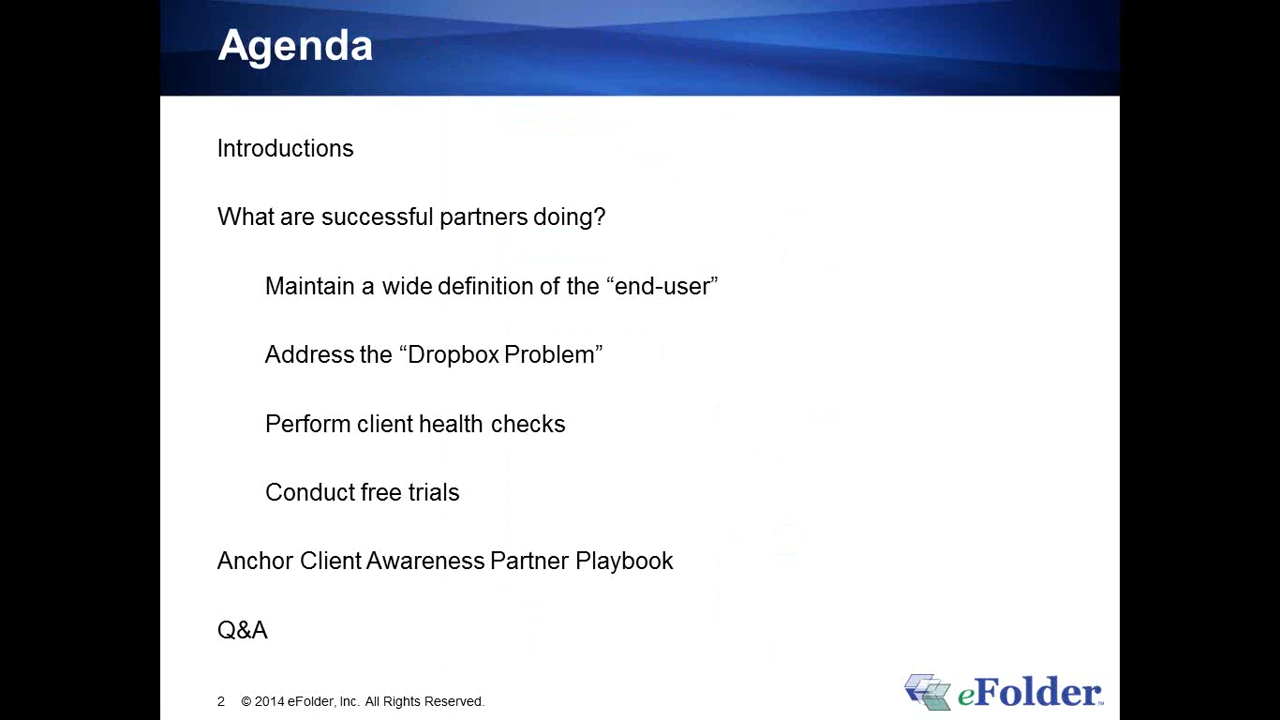 Agenda
Introductions
What are successful partners doing?
Maintain a wide definition of the “end-user”
Address the “Dropbox Problem”
Perform client health checks
Conduct free trials
Anchor Client Awareness Partner Playbook
Q&A
2 © 2014 eFolder, Inc. All Rights Reserved.
eFolder™